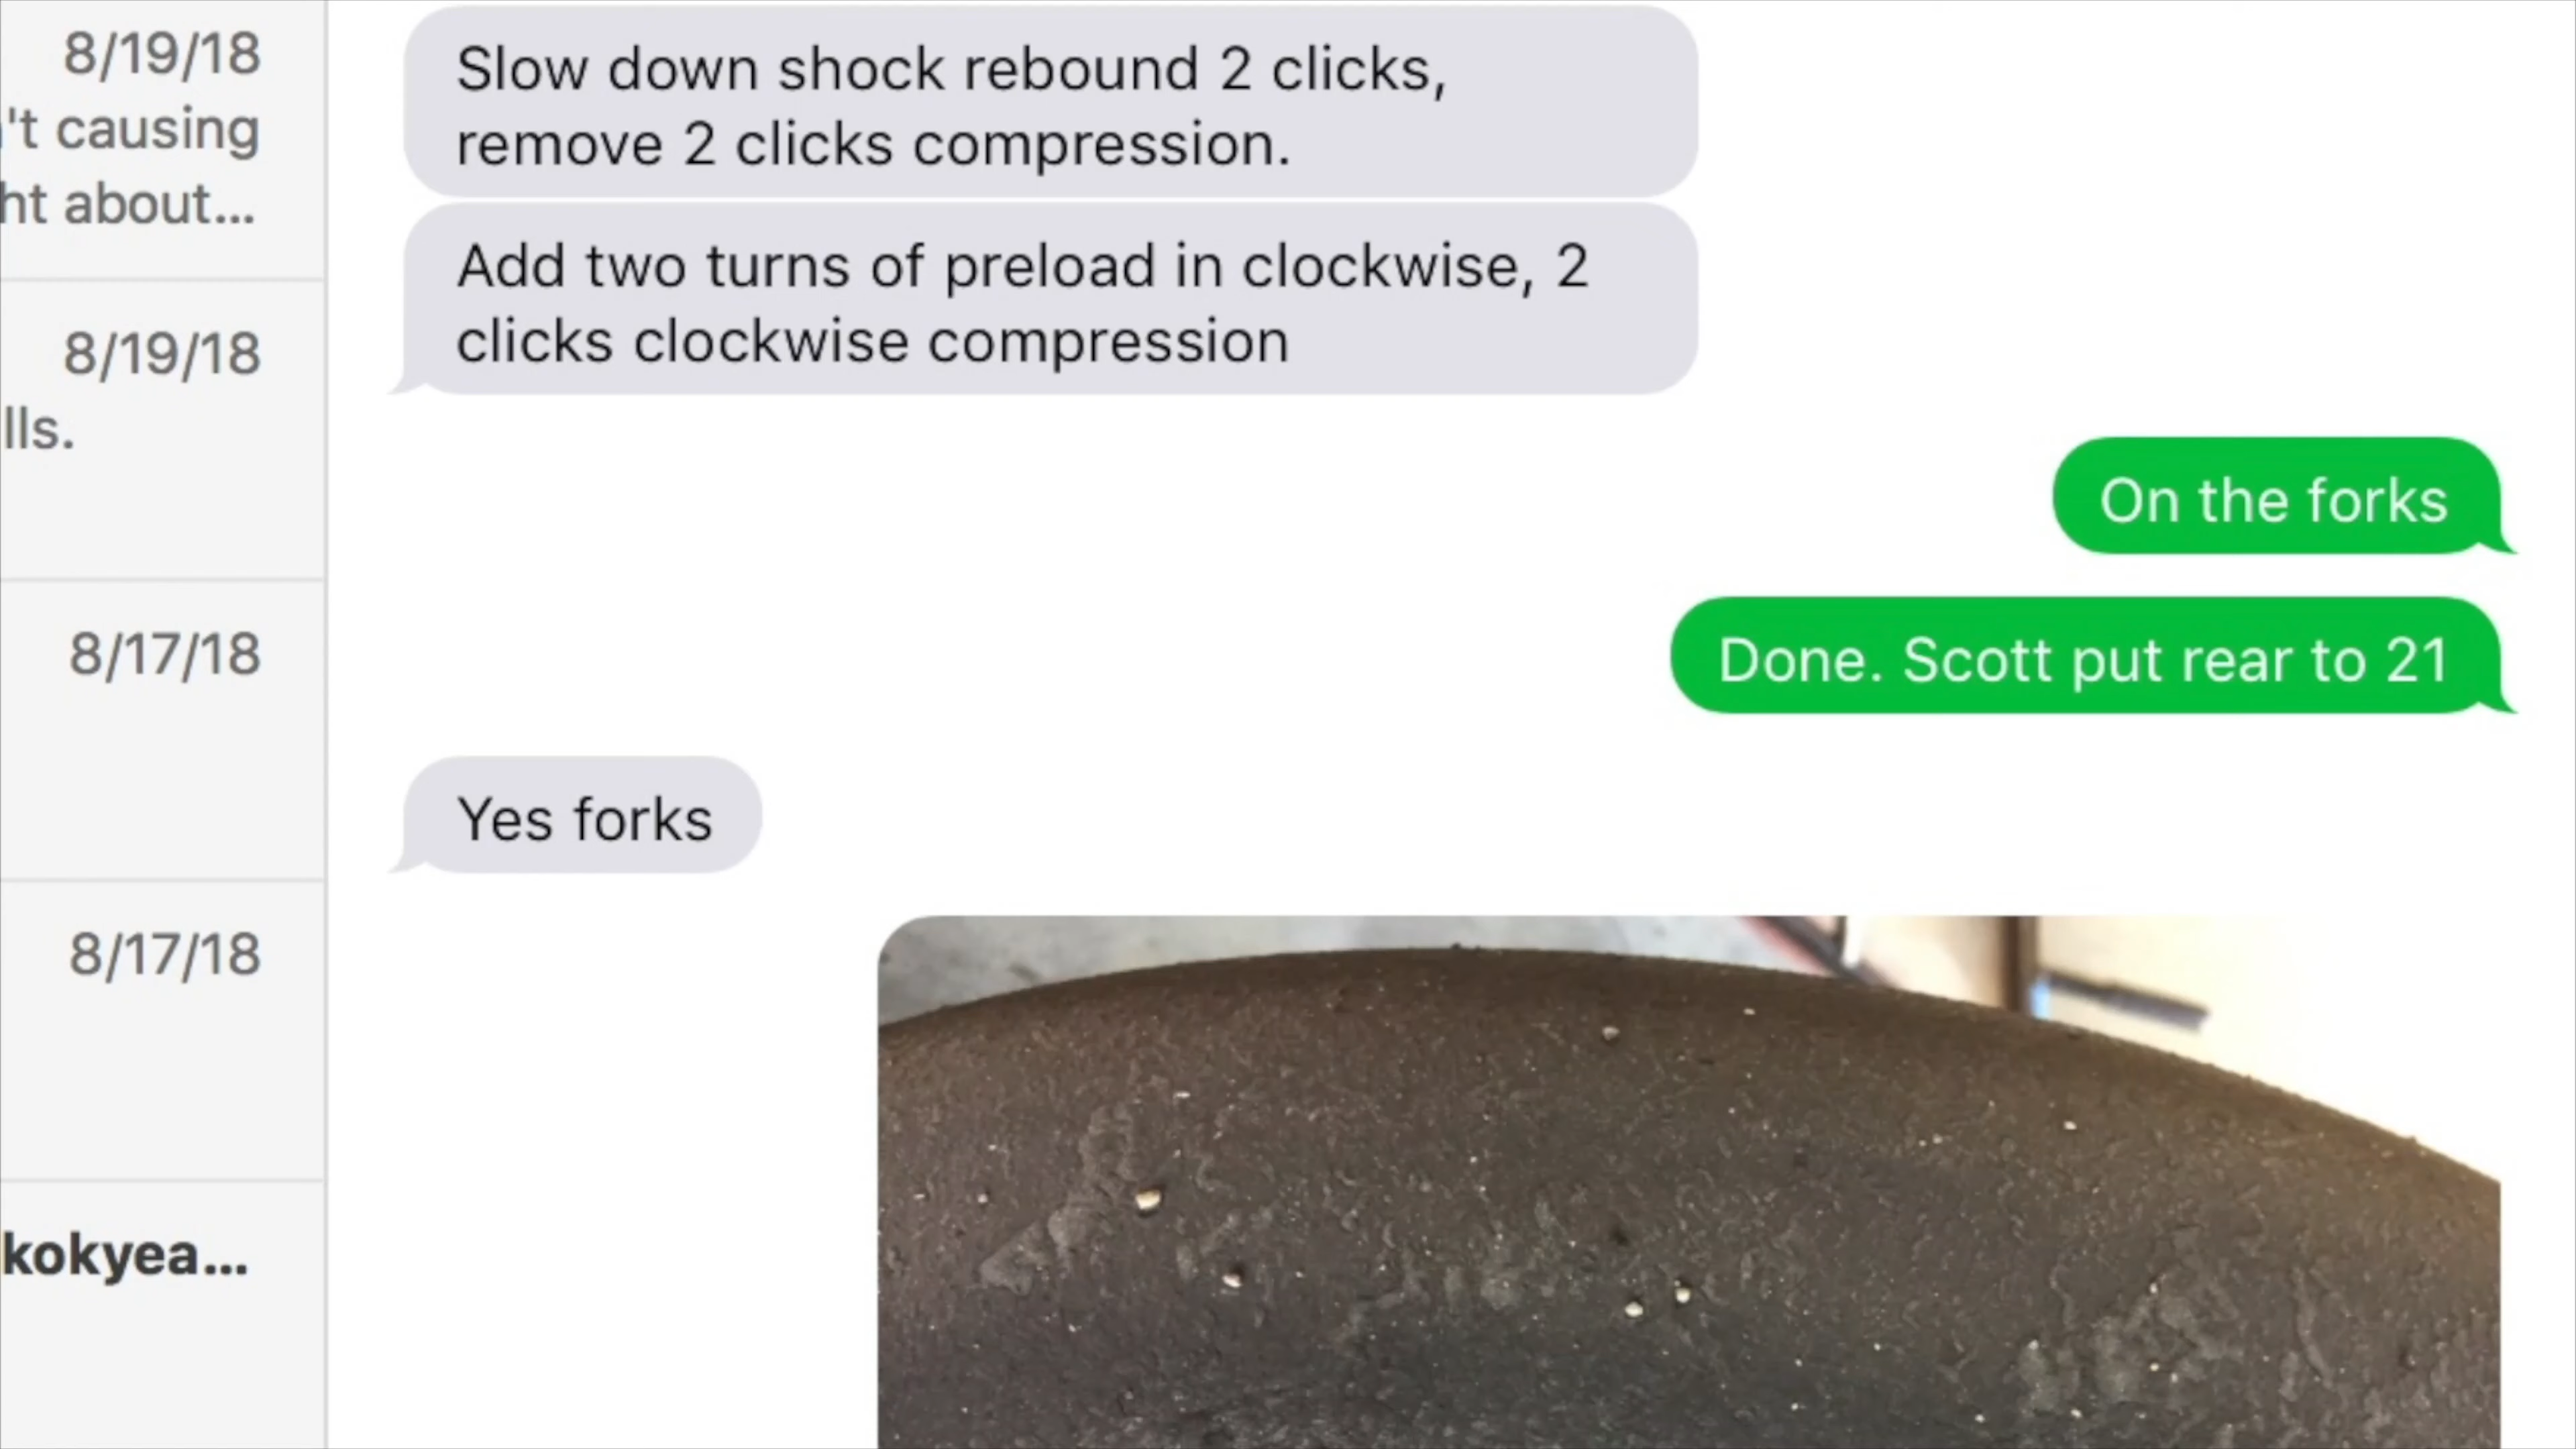 8/19/18
't causing
ht about...
8/19/18
lls.
8/17/18
8/17/18
kokyea...
Slow down shock rebound 2 clicks,
remove 2 clicks compression.
Add two turns of preload in clockwise, 2
clicks clockwise compression
On the forks
Done. Scott put rear to 21
Yes forks